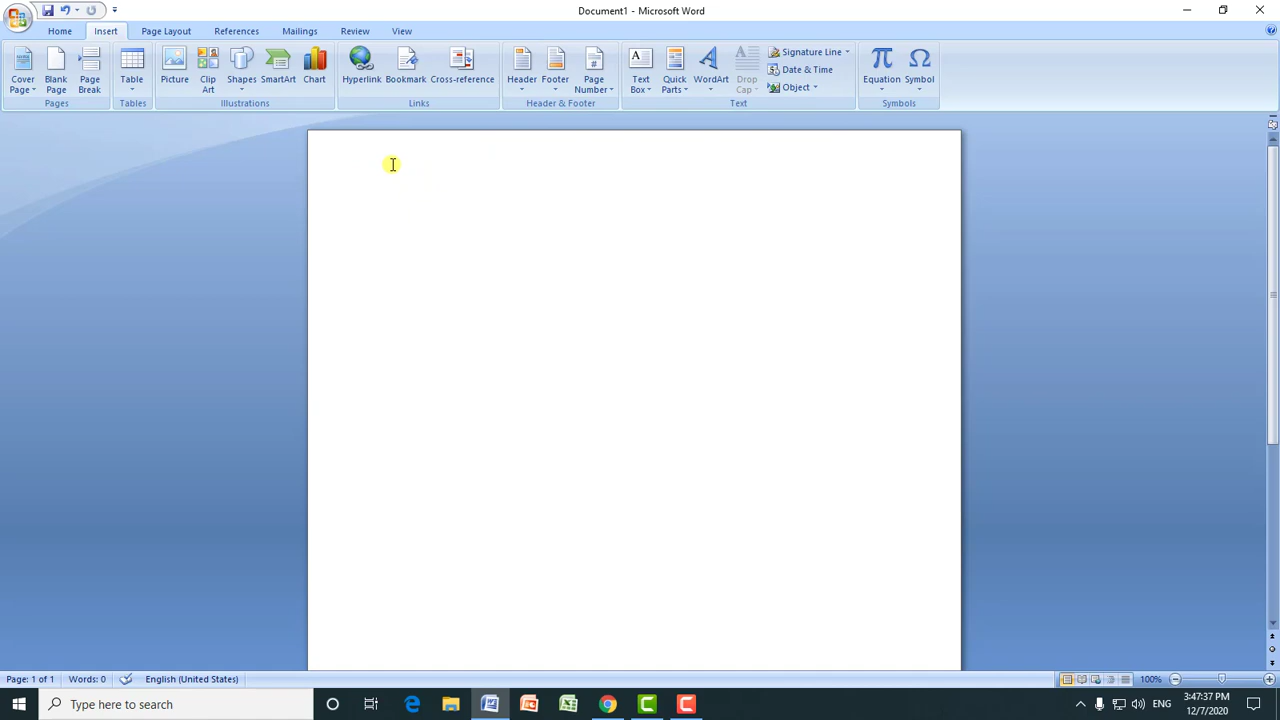 Document1 - Microsoft Word
Home Insert Page Layout References Mailings Review View
Cover Page
Blank Page
Page Break
Pages
Table
Tables
Picture
Clip Art
Shapes
SmartArt
Chart
Illustrations
Hyperlink
Bookmark
Cross-reference
Links
Header
Footer
Page Number
Header & Footer
Text Box
Quick Parts
WordArt
Drop Cap
Signature Line
Date & Time
Object
Text
Equation
Symbol
Symbols
Page: 1 of 1 Words: 0 English (United States) 100%
Type here to search
ENG
3:47:37 PM
12/7/2020